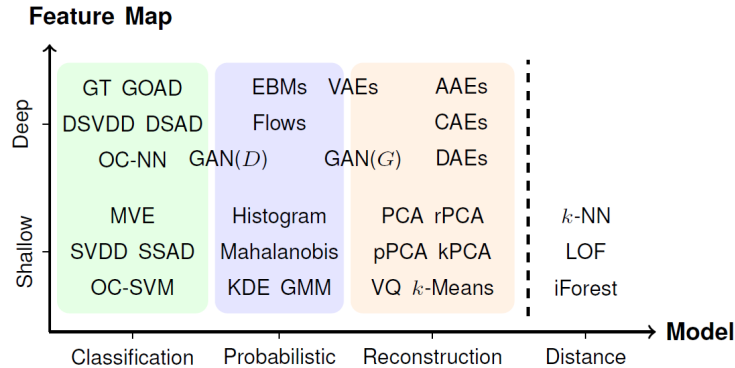 Feature Map
Deep
GT GOAD EBMs VAEs AAEs
DSVDD DSAD Flows CAEs
OC-NN GAN(D) GAN(G) DAEs
Shallow
MVE Histogram PCA rPCA k-NN
SVDD SSAD Mahalanobis pPCA kPCA LOF
OC-SVM KDE GMM VQ k-Means iForest
Model
Classification Probabilistic Reconstruction Distance